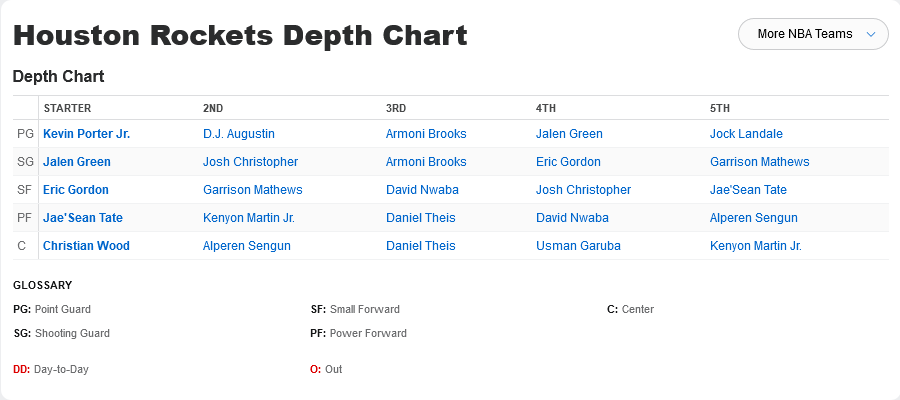 Houston Rockets Depth Chart
More NBA Teams
Depth Chart
STARTER 2ND 3RD 4TH 5TH
PG Kevin Porter Jr. D.J. Augustin Armoni Brooks Jalen Green Jock Landale
SG Jalen Green Josh Christopher Armoni Brooks Eric Gordon Garrison Mathews
SF Eric Gordon Garrison Mathews David Nwaba Josh Christopher Jae'Sean Tate
PF Jae'Sean Tate Kenyon Martin Jr. Daniel Theis David Nwaba Alperen Sengun
C Christian Wood Alperen Sengun Daniel Theis Usman Garuba Kenyon Martin Jr.
GLOSSARY
PG: Point Guard SF: Small Forward C: Center
SG: Shooting Guard PF: Power Forward
DD: Day-to-Day O: Out